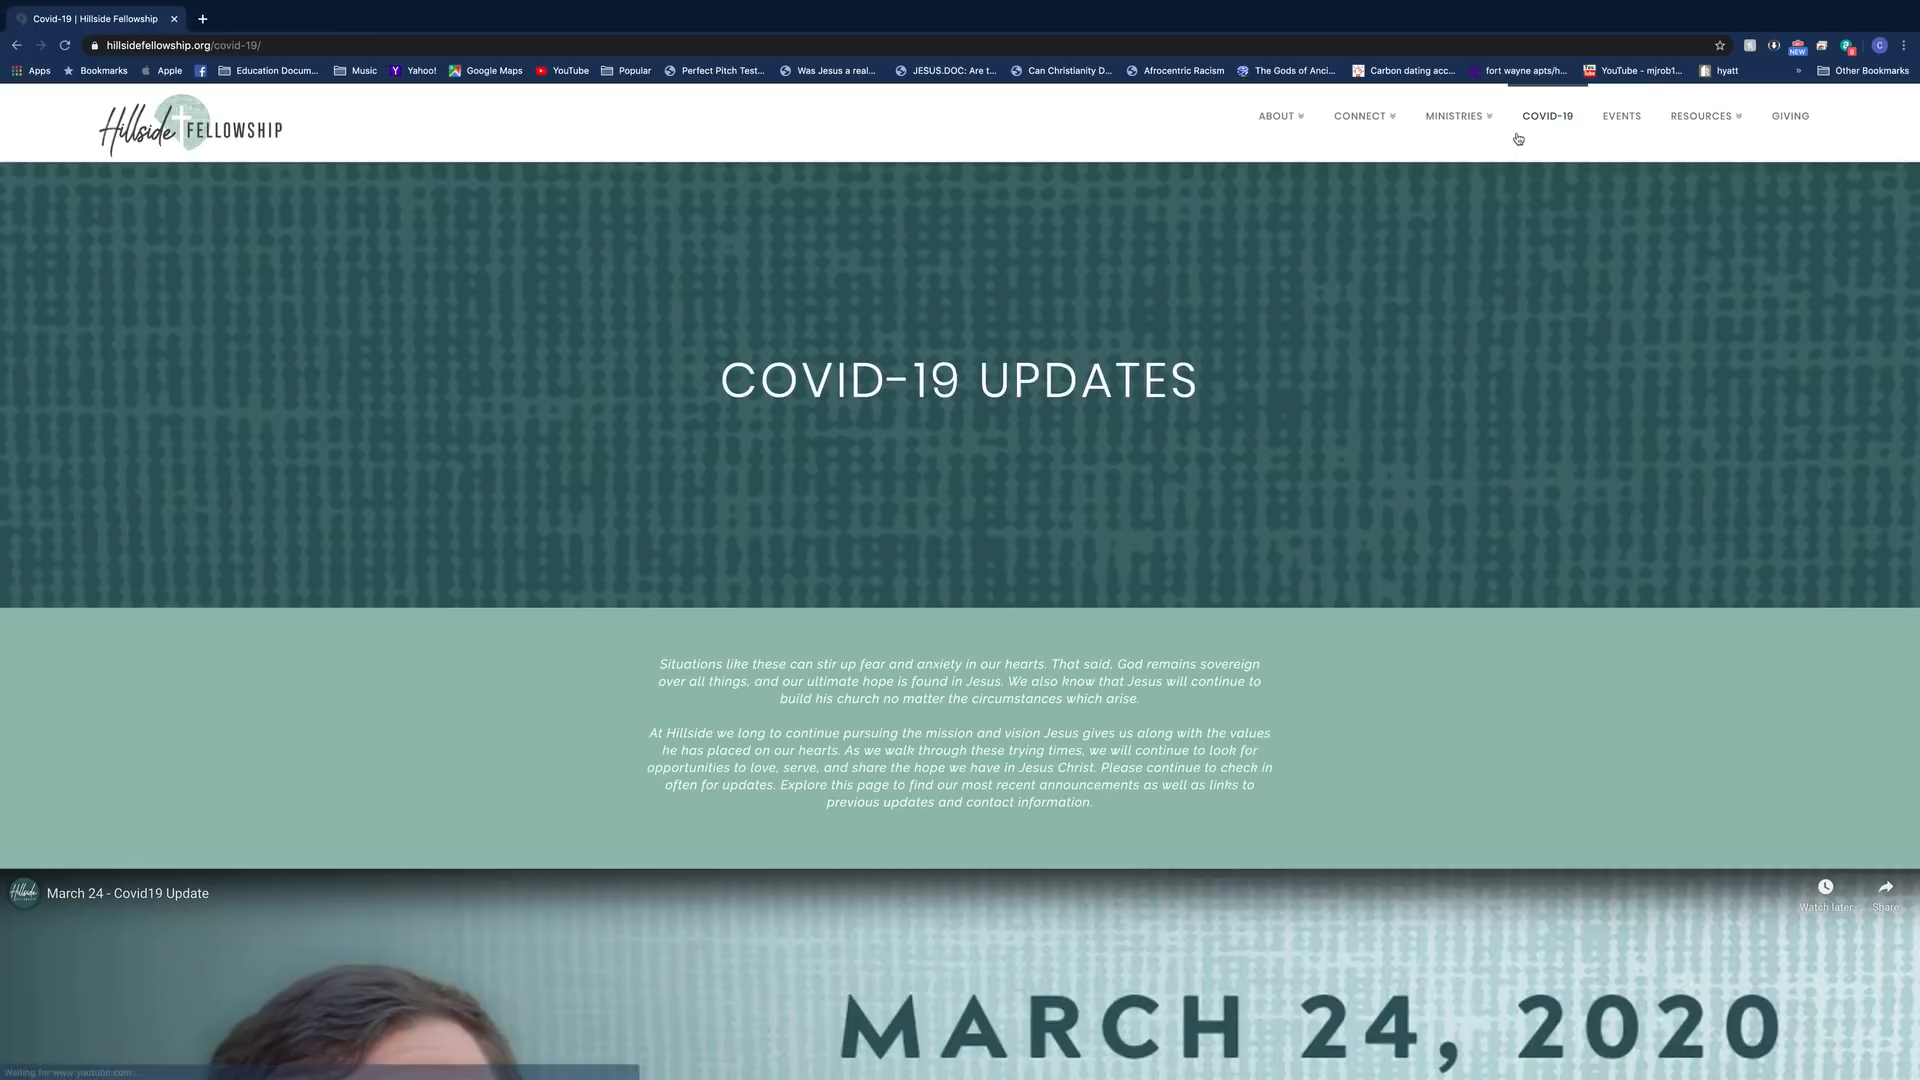 Covid-19 | Hillside Fellowship
hillsidefellowship.org/covid-19/
Apps Bookmarks Apple Education Docum... Music Yahoo! Google Maps YouTube Popular Perfect Pitch Test... Was Jesus a real... JESUS.DOC: Are t... Can Christianity D... Afrocentric Racism The Gods of Anci... Carbon dating acc... fort wayne apts/h... YouTube - mjrob1... hyatt » Other Bookmarks
NEW
C
Hillside FELLOWSHIP
ABOUT CONNECT MINISTRIES COVID-19 EVENTS RESOURCES GIVING
COVID-19 UPDATES
Situations like these can stir up fear and anxiety in our hearts. That said, God remains sovereign
over all things, and our ultimate hope is found in Jesus. We also know that Jesus will continue to
build his church no matter the circumstances which arise.
At Hillside we long to continue pursuing the mission and vision Jesus gives us along with the values
he has placed on our hearts. As we walk through these trying times, we will continue to look for
opportunities to love, serve, and share the hope we have in Jesus Christ. Please continue to check in
often for updates. Explore this page to find our most recent announcements as well as links to
previous updates and contact information.
March 24 - Covid19 Update
Watch later Share
MARCH 24, 2020
Waiting for www.youtube.com...